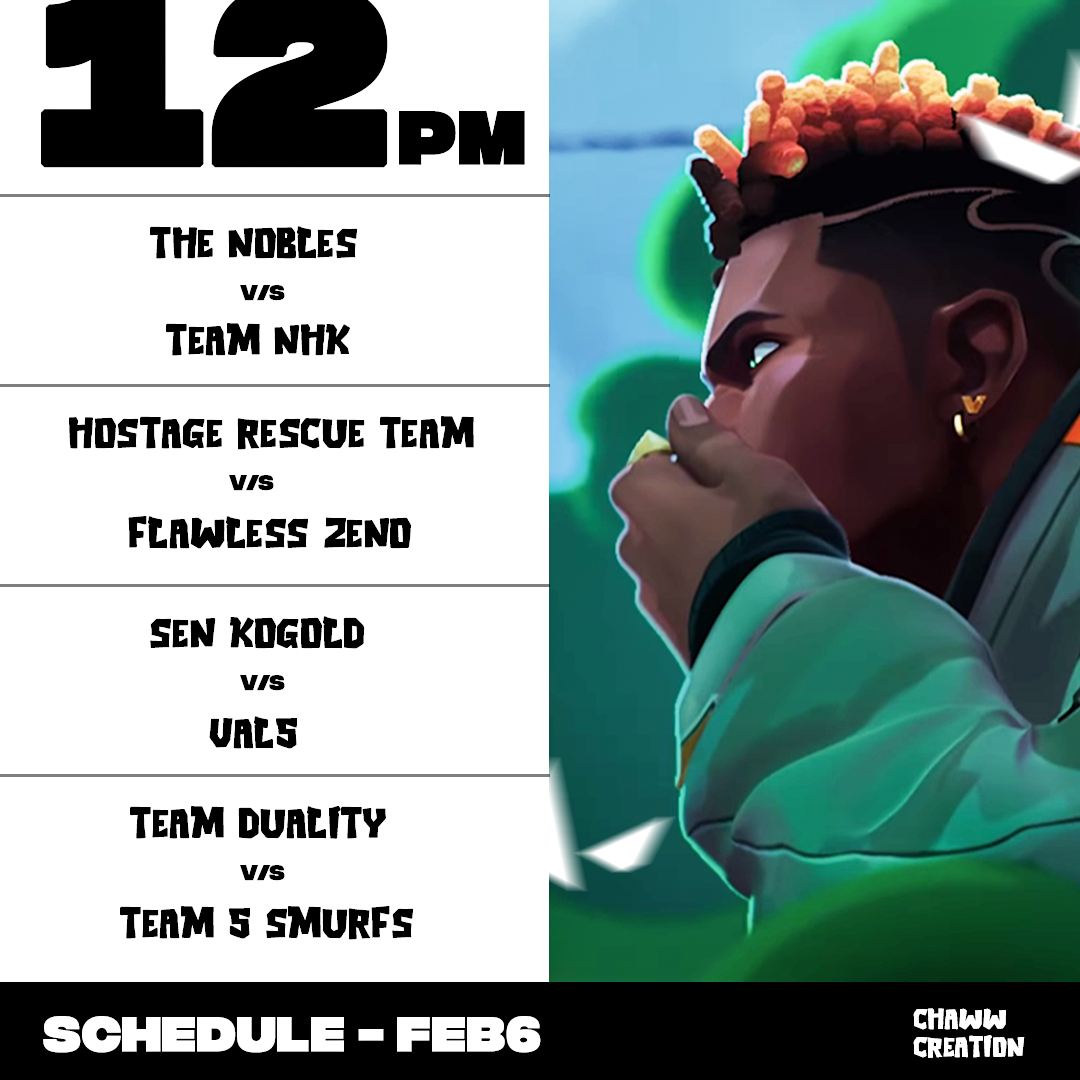 12 PM
THE NOBLES
V/S
TEAM NHK
HOSTAGE RESCUE TEAM
V/S
FLAWLESS ZENO
SEN KOGOLD
V/S
VAL5
TEAM DUALITY
V/S
TEAM 5 SMURFS
SCHEDULE - FEB6
CHAWW
CREATION